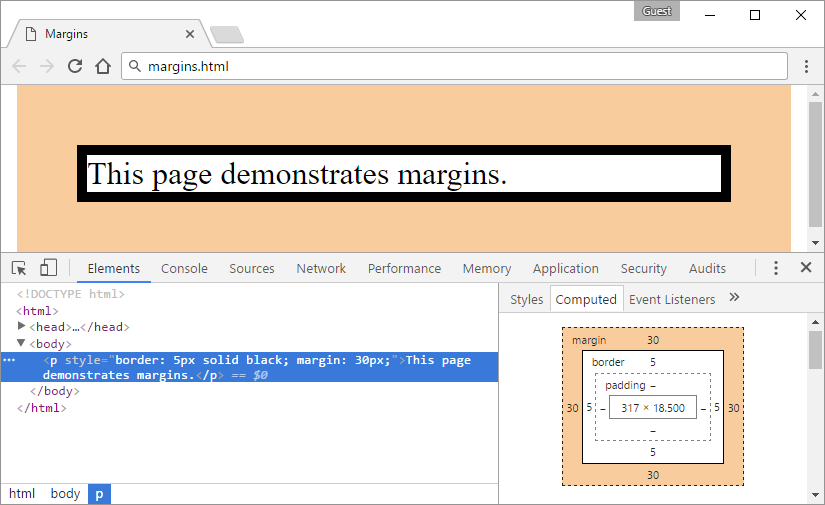 Guest
Margins
margins.html
This page demonstrates margins.
Elements Console Sources Network Performance Memory Application Security Audits
<!DOCTYPE html>
<html>
<head>…</head>
<body>
<p style="border: 5px solid black; margin: 30px;">This page
demonstrates margins.</p> == $0
</body>
</html>
html body p
Styles Computed Event Listeners »
margin 30
border 5
padding –
30 5 – 317 × 18.500 – 5 30
–
5
30